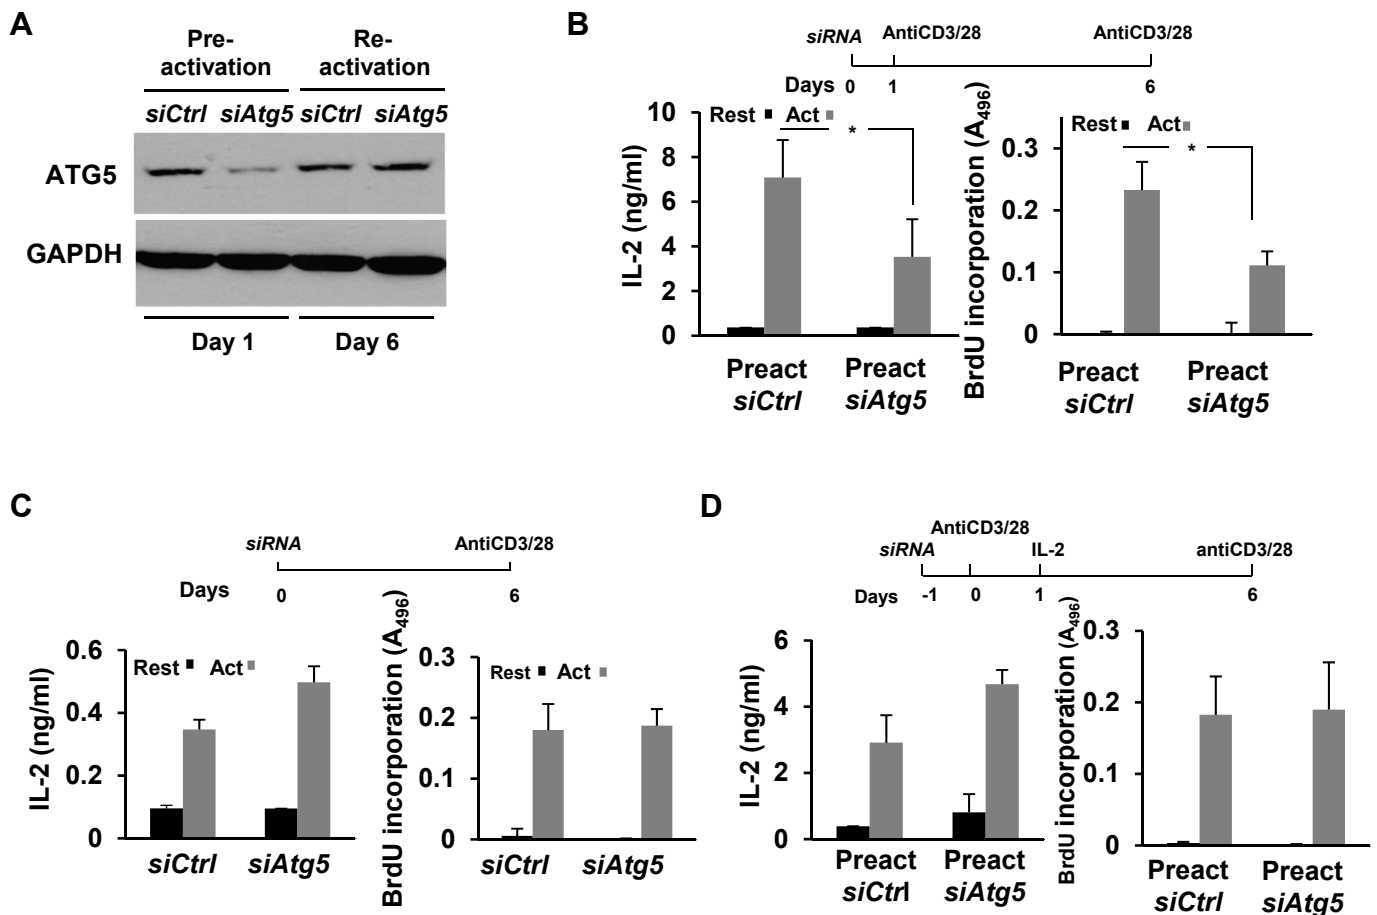 A
Pre-
activation
Re-
activation
siCtrl siAtg5 siCtrl siAtg5
ATG5
GAPDH
Day 1 Day 6
B
siRNA AntiCD3/28 AntiCD3/28
Days 0 1 6
Rest Act
*
IL-2 (ng/ml)
10
8
6
4
2
0
Preact
siCtrl
Preact
siAtg5
Rest Act
*
BrdU incorporation (A496)
0.3
0.2
0.1
0
Preact
siCtrl
Preact
siAtg5
C
siRNA AntiCD3/28
Days 0 6
Rest Act
IL-2 (ng/ml)
0.6
0.4
0.2
0
siCtrl siAtg5
Rest Act
BrdU incorporation (A496)
0.3
0.2
0.1
0
siCtrl siAtg5
D
AntiCD3/28
siRNA IL-2 antiCD3/28
Days -1 0 1 6
IL-2 (ng/ml)
6
4
2
0
Preact
siCtrl
Preact
siAtg5
BrdU incorporation (A496)
0.3
0.2
0.1
0
Preact
siCtrl
Preact
siAtg5